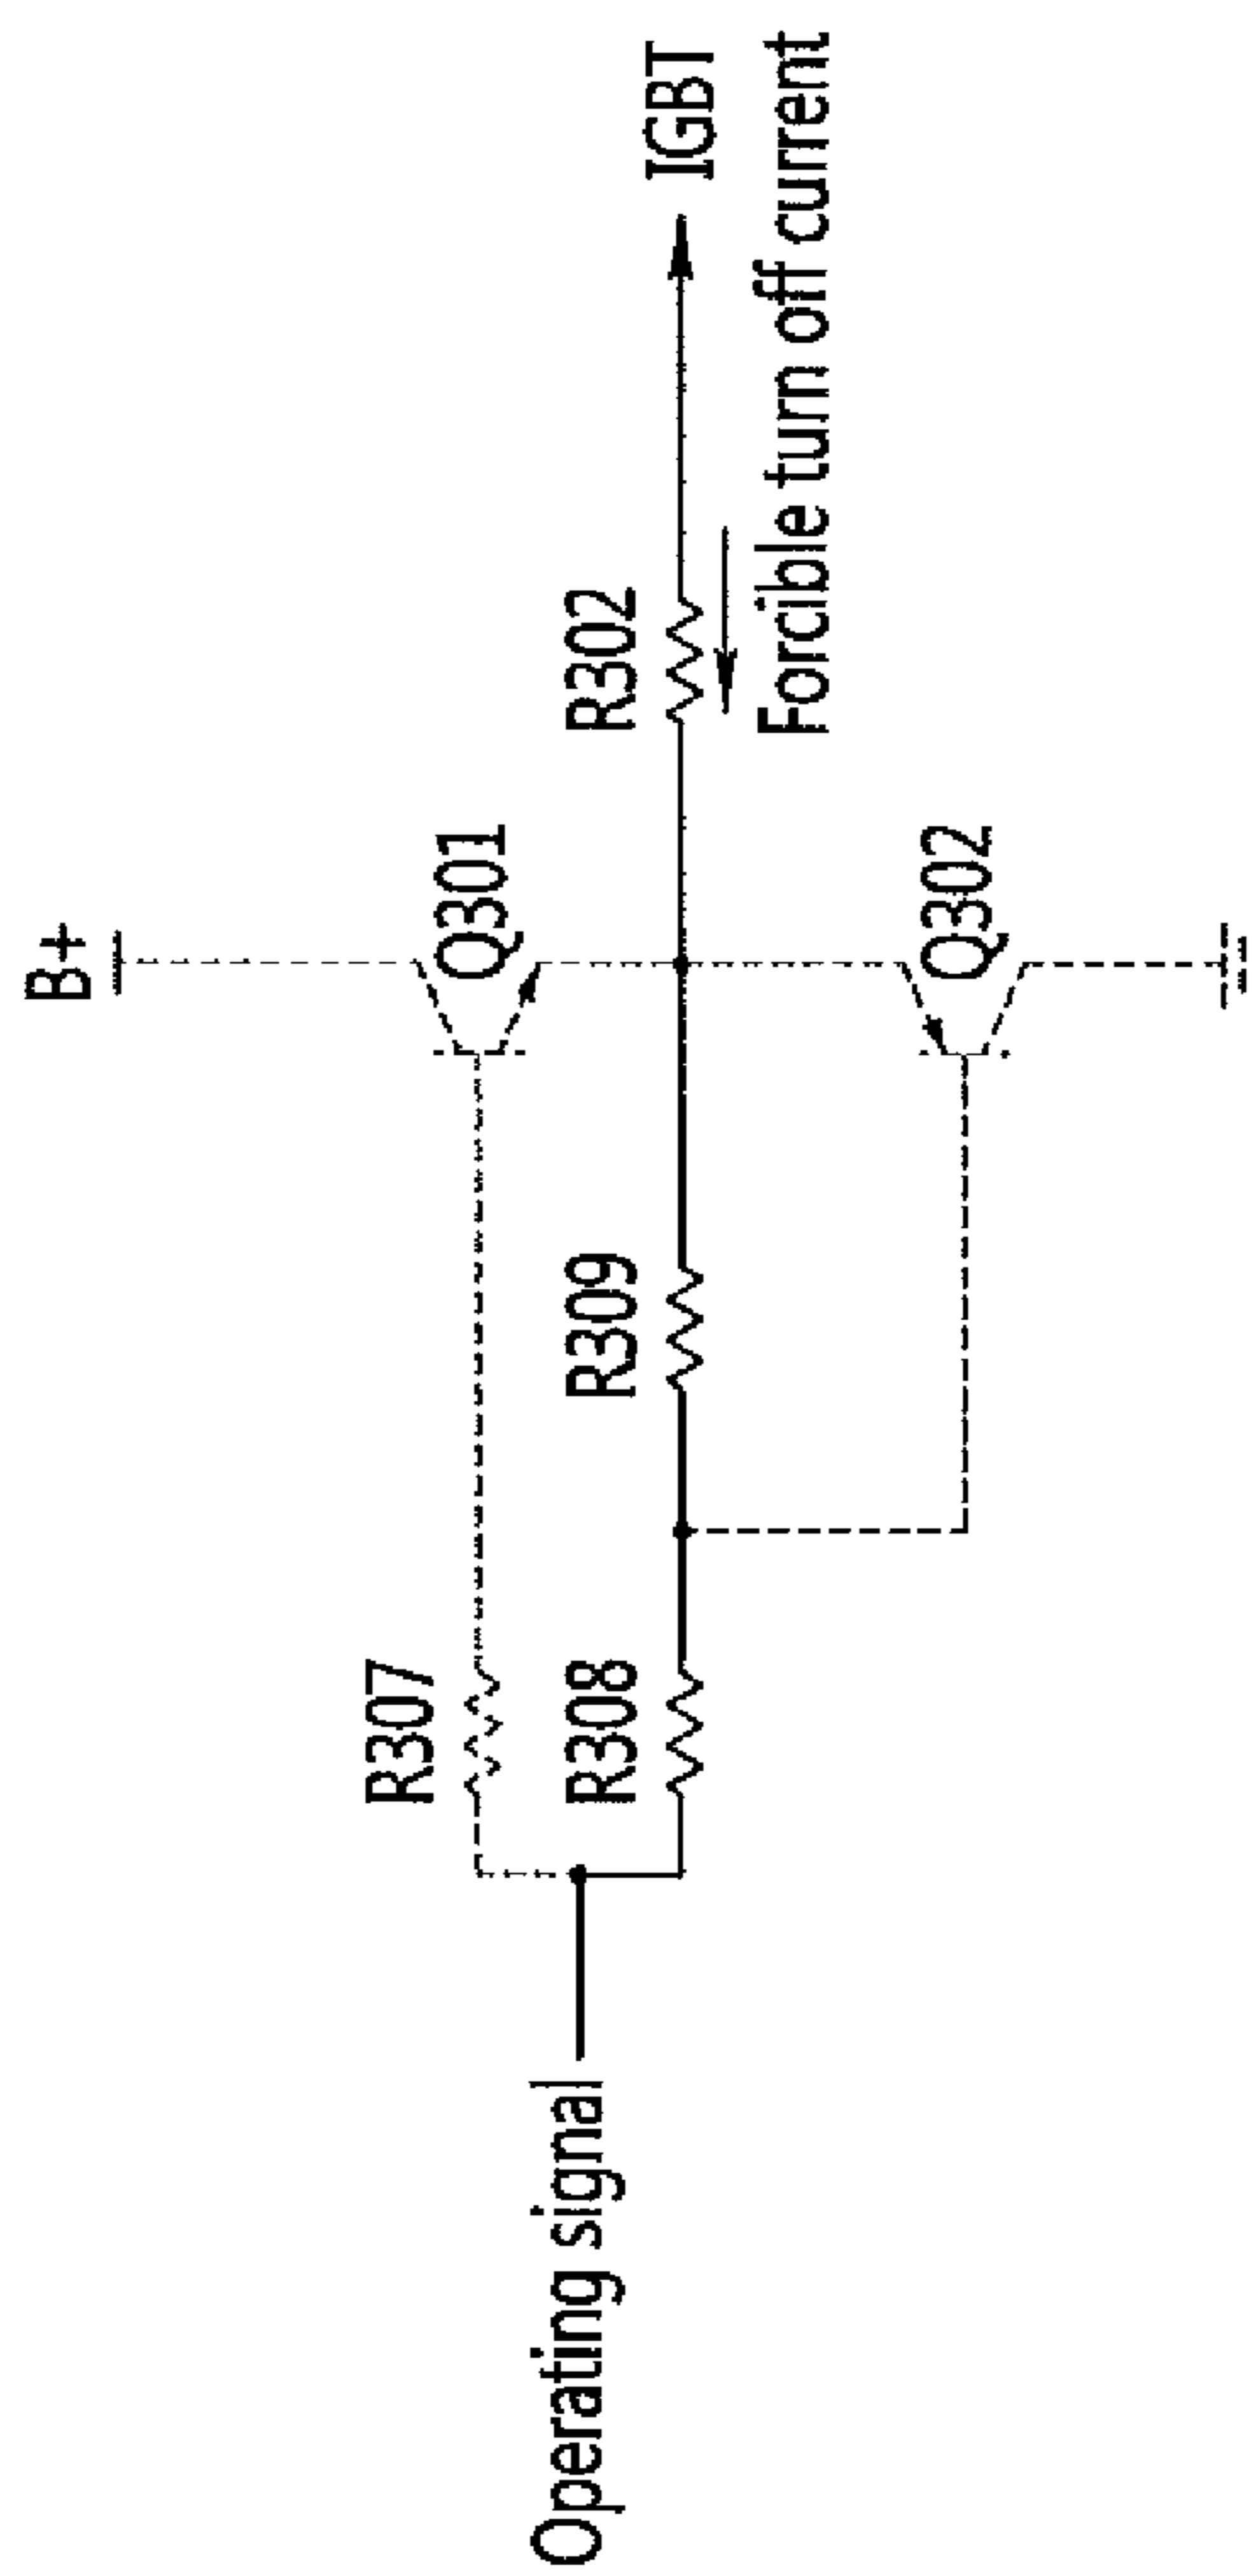 B+
Q301
R307
Operating signal
R308
R309
R302
IGBT
Forcible turn off current
Q302